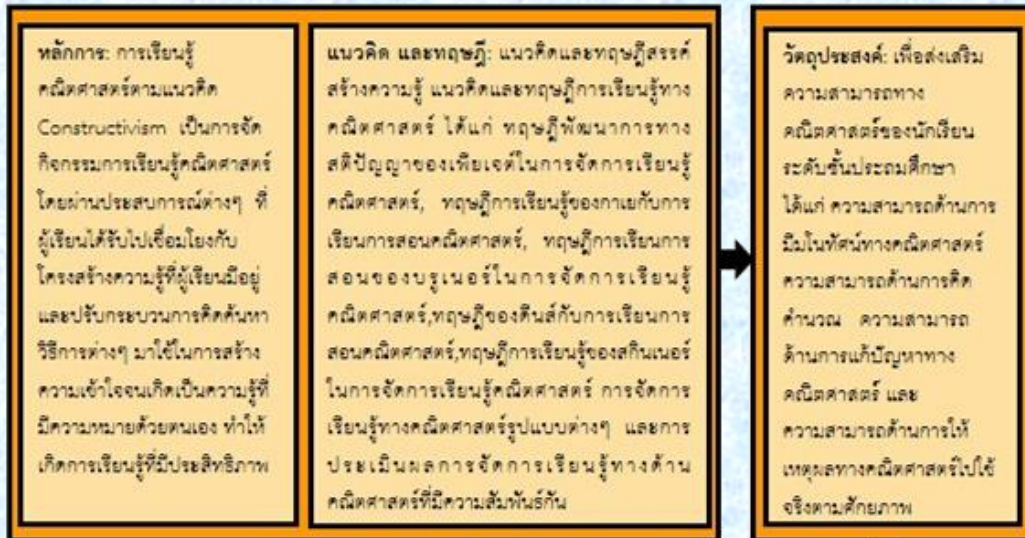 หลักการ: การเรียนรู้
คณิตศาสตร์ตามแนวคิด
Constructivism เป็นการจัด
กิจกรรมการเรียนรู้คณิตศาสตร์
โดยผ่านประสบการณ์ต่างๆ ที่
ผู้เรียนได้รับไปเชื่อมโยงกับ
โครงสร้างความรู้ที่ผู้เรียนมีอยู่
และปรับกระบวนการคิดค้นหา
วิธีการต่างๆ มาใช้ในการสร้าง
ความเข้าใจจนเกิดเป็นความรู้ที่
มีความหมายด้วยตนเอง ทำให้
เกิดการเรียนรู้ที่มีประสิทธิภาพ
แนวคิด และทฤษฎี: แนวคิดและทฤษฎีสรรค์
สร้างความรู้ แนวคิดและทฤษฎีการเรียนรู้ทาง
คณิตศาสตร์ ได้แก่ ทฤษฎีพัฒนาการทาง
สติปัญญาของเพียเจต์ในการจัดการเรียนรู้
คณิตศาสตร์, ทฤษฎีการเรียนรู้ของกาเยกับการ
เรียนการสอนคณิตศาสตร์, ทฤษฎีการเรียนการ
สอนของบรูเนอร์ในการจัดการเรียนรู้
คณิตศาสตร์,ทฤษฎีของดีนส์กับการเรียนการ
สอนคณิตศาสตร์,ทฤษฎีการเรียนรู้ของสกินเนอร์
ในการจัดการเรียนรู้คณิตศาสตร์ การจัดการ
เรียนรู้ทางคณิตศาสตร์รูปแบบต่างๆ และการ
ประเมินผลการจัดการเรียนรู้ทางด้าน
คณิตศาสตร์ที่มีความสัมพันธ์กัน
วัตถุประสงค์: เพื่อส่งเสริม
ความสามารถทาง
คณิตศาสตร์ของนักเรียน
ระดับชั้นประถมศึกษา
ได้แก่ ความสามารถด้านการ
มีมโนทัศน์ทางคณิตศาสตร์
ความสามารถด้านการคิด
คำนวณ ความสามารถ
ด้านการแก้ปัญหาทาง
คณิตศาสตร์ และ
ความสามารถด้านการให้
เหตุผลทางคณิตศาสตร์ไปใช้
จริงตามศักยภาพ